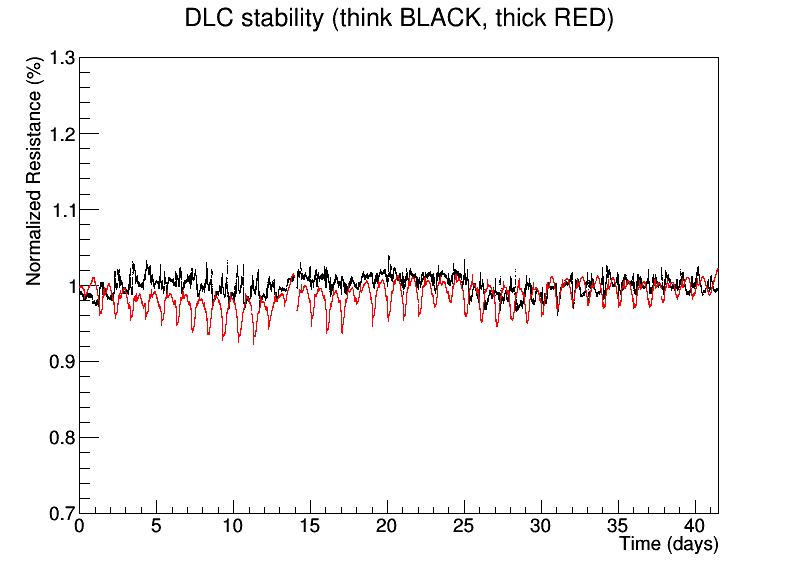 DLC stability (think BLACK, thick RED)
Normalized Resistance (%)
1.3
1.2
1.1
1
0.9
0.8
0.7
0 5 10 15 20 25 30 35 40
Time (days)